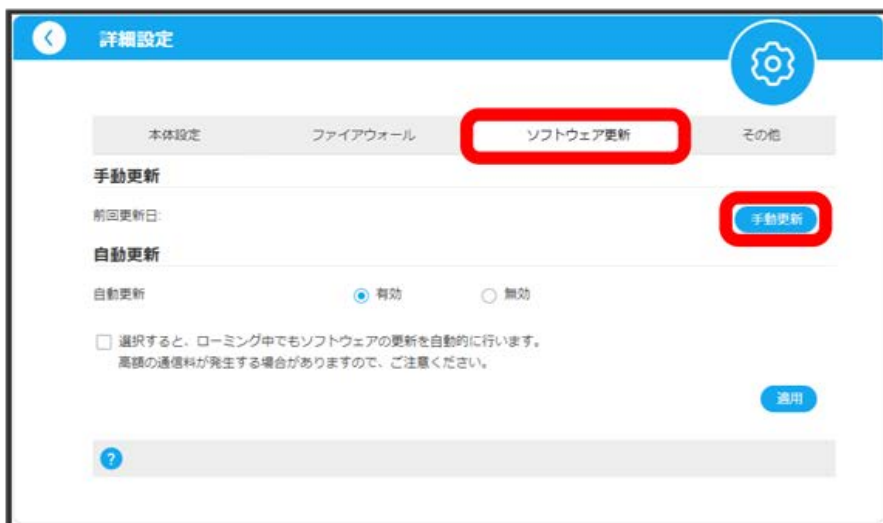 詳細設定
本体設定 ファイアウォール ソフトウェア更新 その他
手動更新
前回更新日: 手動更新
自動更新
自動更新 有効 無効
選択すると、ローミング中でもソフトウェアの更新を自動的に行います。
高額の通信料が発生する場合がありますので、ご注意ください。
適用
?